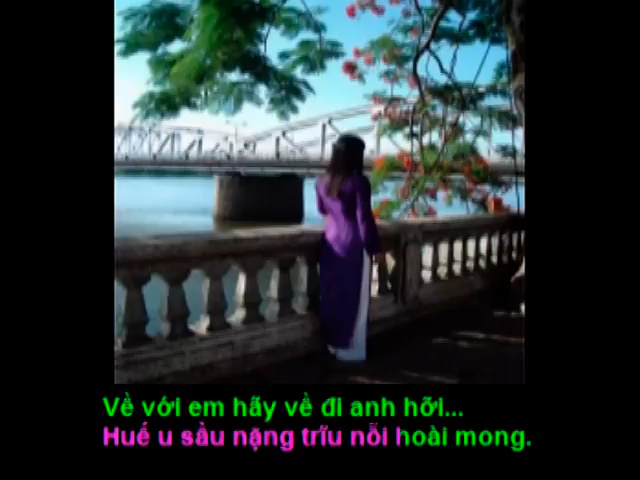 Về với em hãy về đi anh hỡi...
Huế u sầu nặng trĩu nỗi hoài mong.